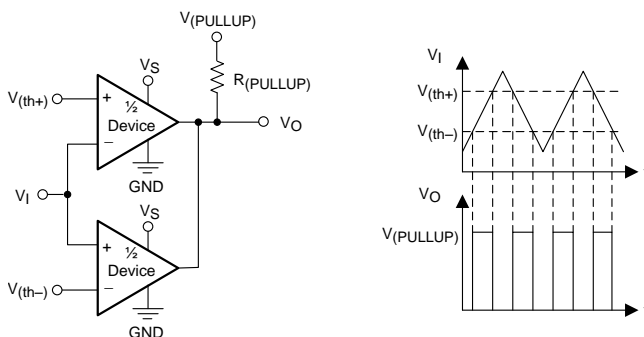 V(PULLUP)
VS
R(PULLUP)
V(th+)
+
½
Device
−
VO
GND
VI
VS
½
+
Device
V(th−)
−
GND
VI
V(th+)
V(th−)
VO
V(PULLUP)